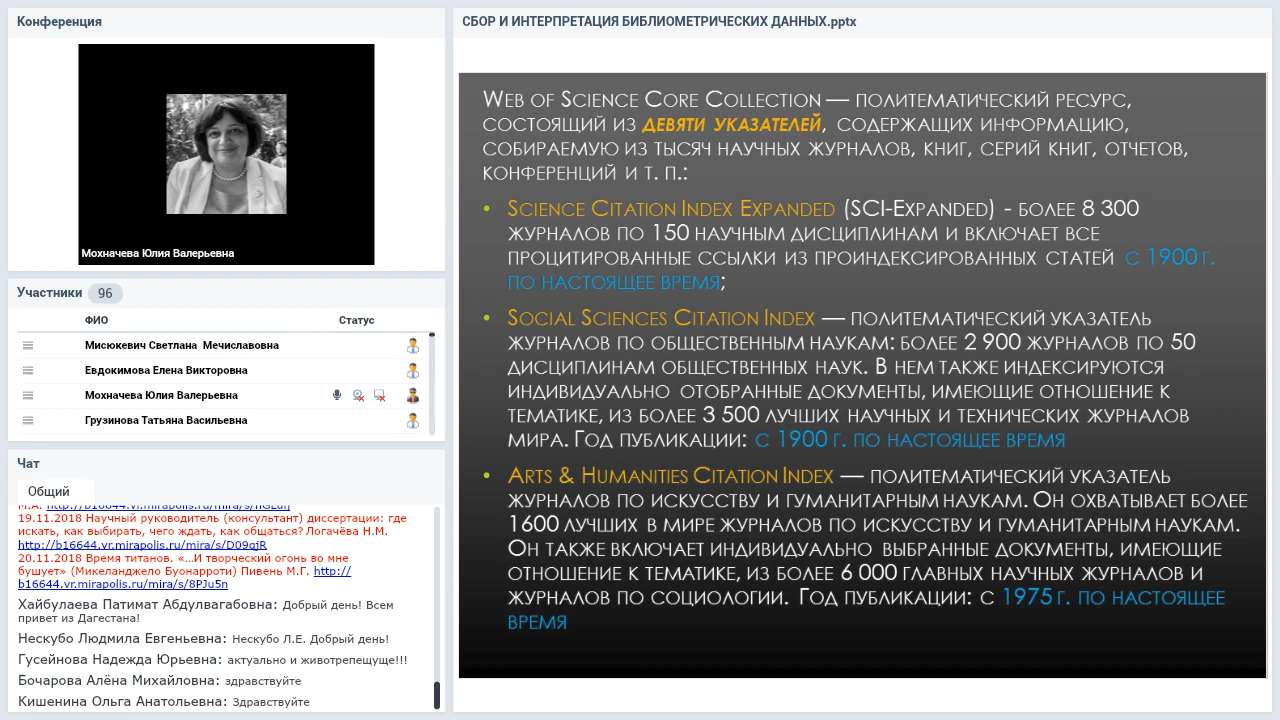 Конференция
Мохначева Юлия Валерьевна
Участники 96
ФИО Статус
Мисюкевич Светлана Мечиславовна
Евдокимова Елена Викторовна
Мохначева Юлия Валерьевна
Грузинова Татьяна Васильевна
Чат
Общий
19.11.2018 Научный руководитель (консультант) диссертации: где
искать, как выбирать, чего ждать, как общаться? Логачёва Н.М.
http://b16644.vr.mirapolis.ru/mira/s/D09qjR
20.11.2018 Время титанов. «…И творческий огонь во мне
бушует» (Микеланджело Буонарроти) Пивень М.Г. http://
b16644.vr.mirapolis.ru/mira/s/8PJu5n
Хайбулаева Патимат Абдулвагабовна: Добрый день! Всем
привет из Дагестана!
Нескубо Людмила Евгеньевна: Нескубо Л.Е. Добрый день!
Гусейнова Надежда Юрьевна: актуально и животрепещуще!!!
Бочарова Алёна Михайловна: здравствуйте
Кишенина Ольга Анатольевна: Здравствуйте
СБОР И ИНТЕРПРЕТАЦИЯ БИБЛИОМЕТРИЧЕСКИХ ДАННЫХ.pptx
Web of Science Core Collection — политематический ресурс,
состоящий из девяти указателей, содержащих информацию,
собираемую из тысяч научных журналов, книг, серий книг, отчетов,
конференций и т. п.:
• Science Citation Index Expanded (SCI-Expanded) - более 8 300
журналов по 150 научным дисциплинам и включает все
процитированные ссылки из проиндексированных статей с 1900 г.
по настоящее время;
• Social Sciences Citation Index — политематический указатель
журналов по общественным наукам: более 2 900 журналов по 50
дисциплинам общественных наук. В нем также индексируются
индивидуально отобранные документы, имеющие отношение к
тематике, из более 3 500 лучших научных и технических журналов
мира. Год публикации: с 1900 г. по настоящее время
• Arts & Humanities Citation Index — политематический указатель
журналов по искусству и гуманитарным наукам. Он охватывает более
1600 лучших в мире журналов по искусству и гуманитарным наукам.
Он также включает индивидуально выбранные документы, имеющие
отношение к тематике, из более 6 000 главных научных журналов и
журналов по социологии. Год публикации: с 1975 г. по настоящее
время